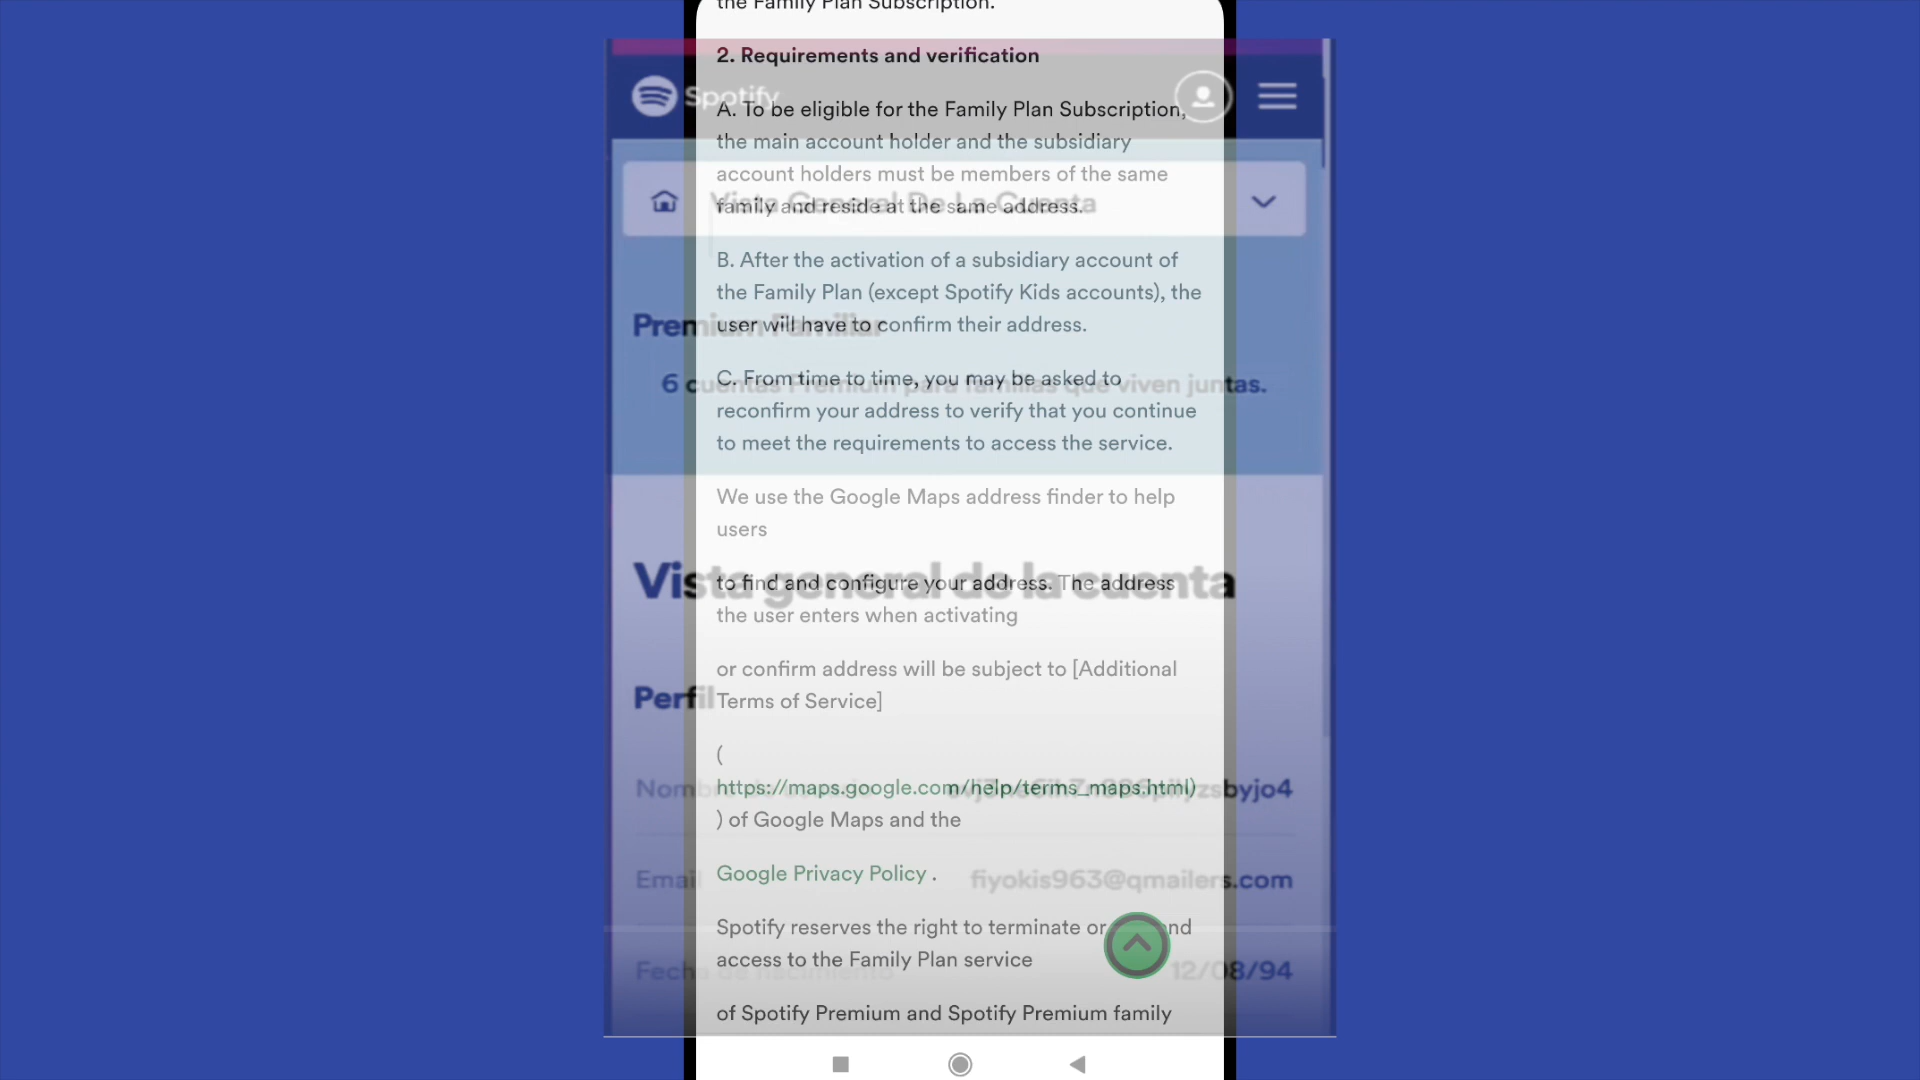 the Family Plan Subscription.
2. Requirements and verification
Spotify
A. To be eligible for the Family Plan Subscription,
the main account holder and the subsidiary
account holders must be members of the same
family and reside at the same address.
Vista General De La Cuenta
B. After the activation of a subsidiary account of
the Family Plan (except Spotify Kids accounts), the
user will have to confirm their address.
Premium Familiar
C. From time to time, you may be asked to
6 cuentas Premium para familias que viven juntas.
reconfirm your address to verify that you continue
to meet the requirements to access the service.
We use the Google Maps address finder to help
users
to find and configure your address. The address
Vista general de la cuenta
the user enters when activating
or confirm address will be subject to [Additional
Terms of Service]
Perfil
(
https://maps.google.com/help/terms_maps.html)
) of Google Maps and the
Google Privacy Policy .
Email fiyokis963@qmailers.com
Spotify reserves the right to terminate or
access to the Family Plan service
Fecha de nacimiento 12/08/94
of Spotify Premium and Spotify Premium family